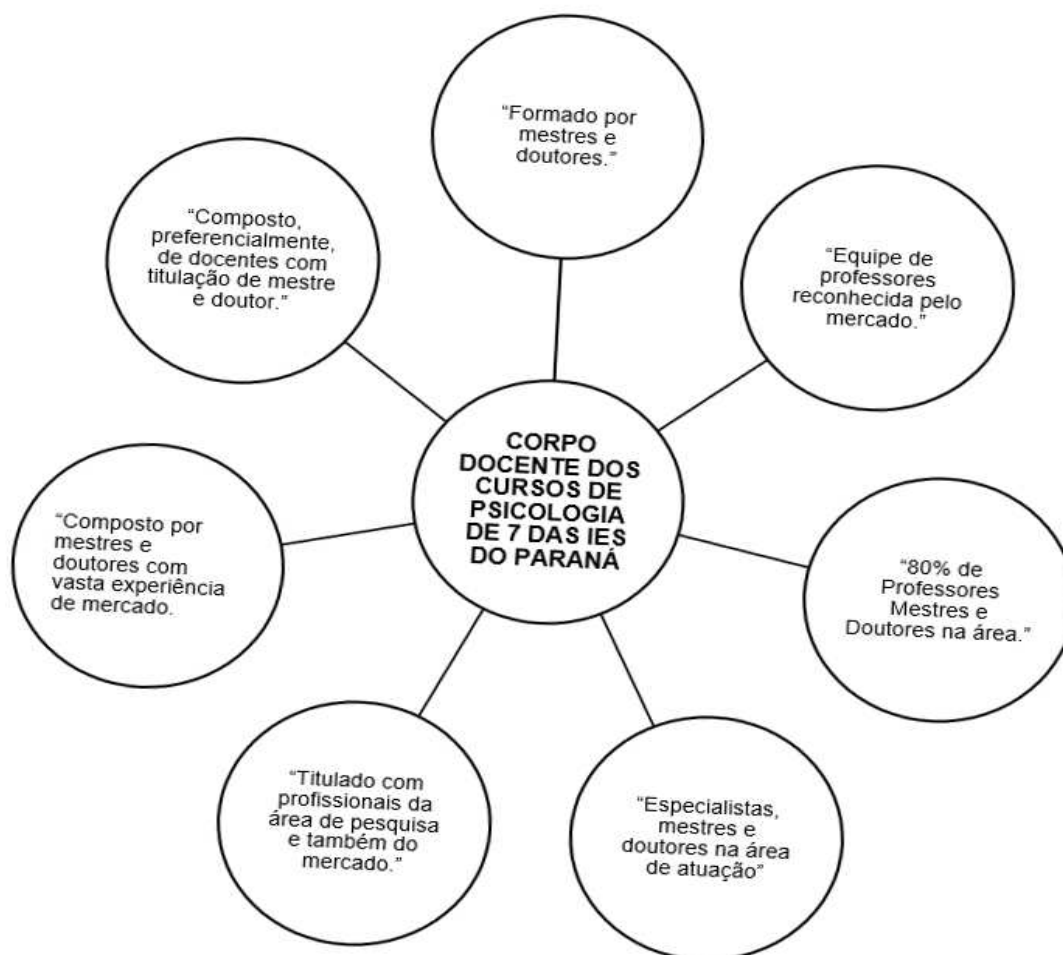 “Formado por
mestres e
doutores.”
“Composto,
preferencialmente,
de docentes com
titulação de mestre
e doutor.”
“Equipe de
professores
reconhecida pelo
mercado.”
CORPO
DOCENTE DOS
CURSOS DE
PSICOLOGIA
DE 7 DAS IES
DO PARANÁ
“Composto por
mestres e
doutores com
vasta experiência
de mercado.
“80% de
Professores
Mestres e
Doutores na área.”
“Titulado com
profissionais da
área de pesquisa
e também do
mercado.”
“Especialistas,
mestres e
doutores na área
de atuação”